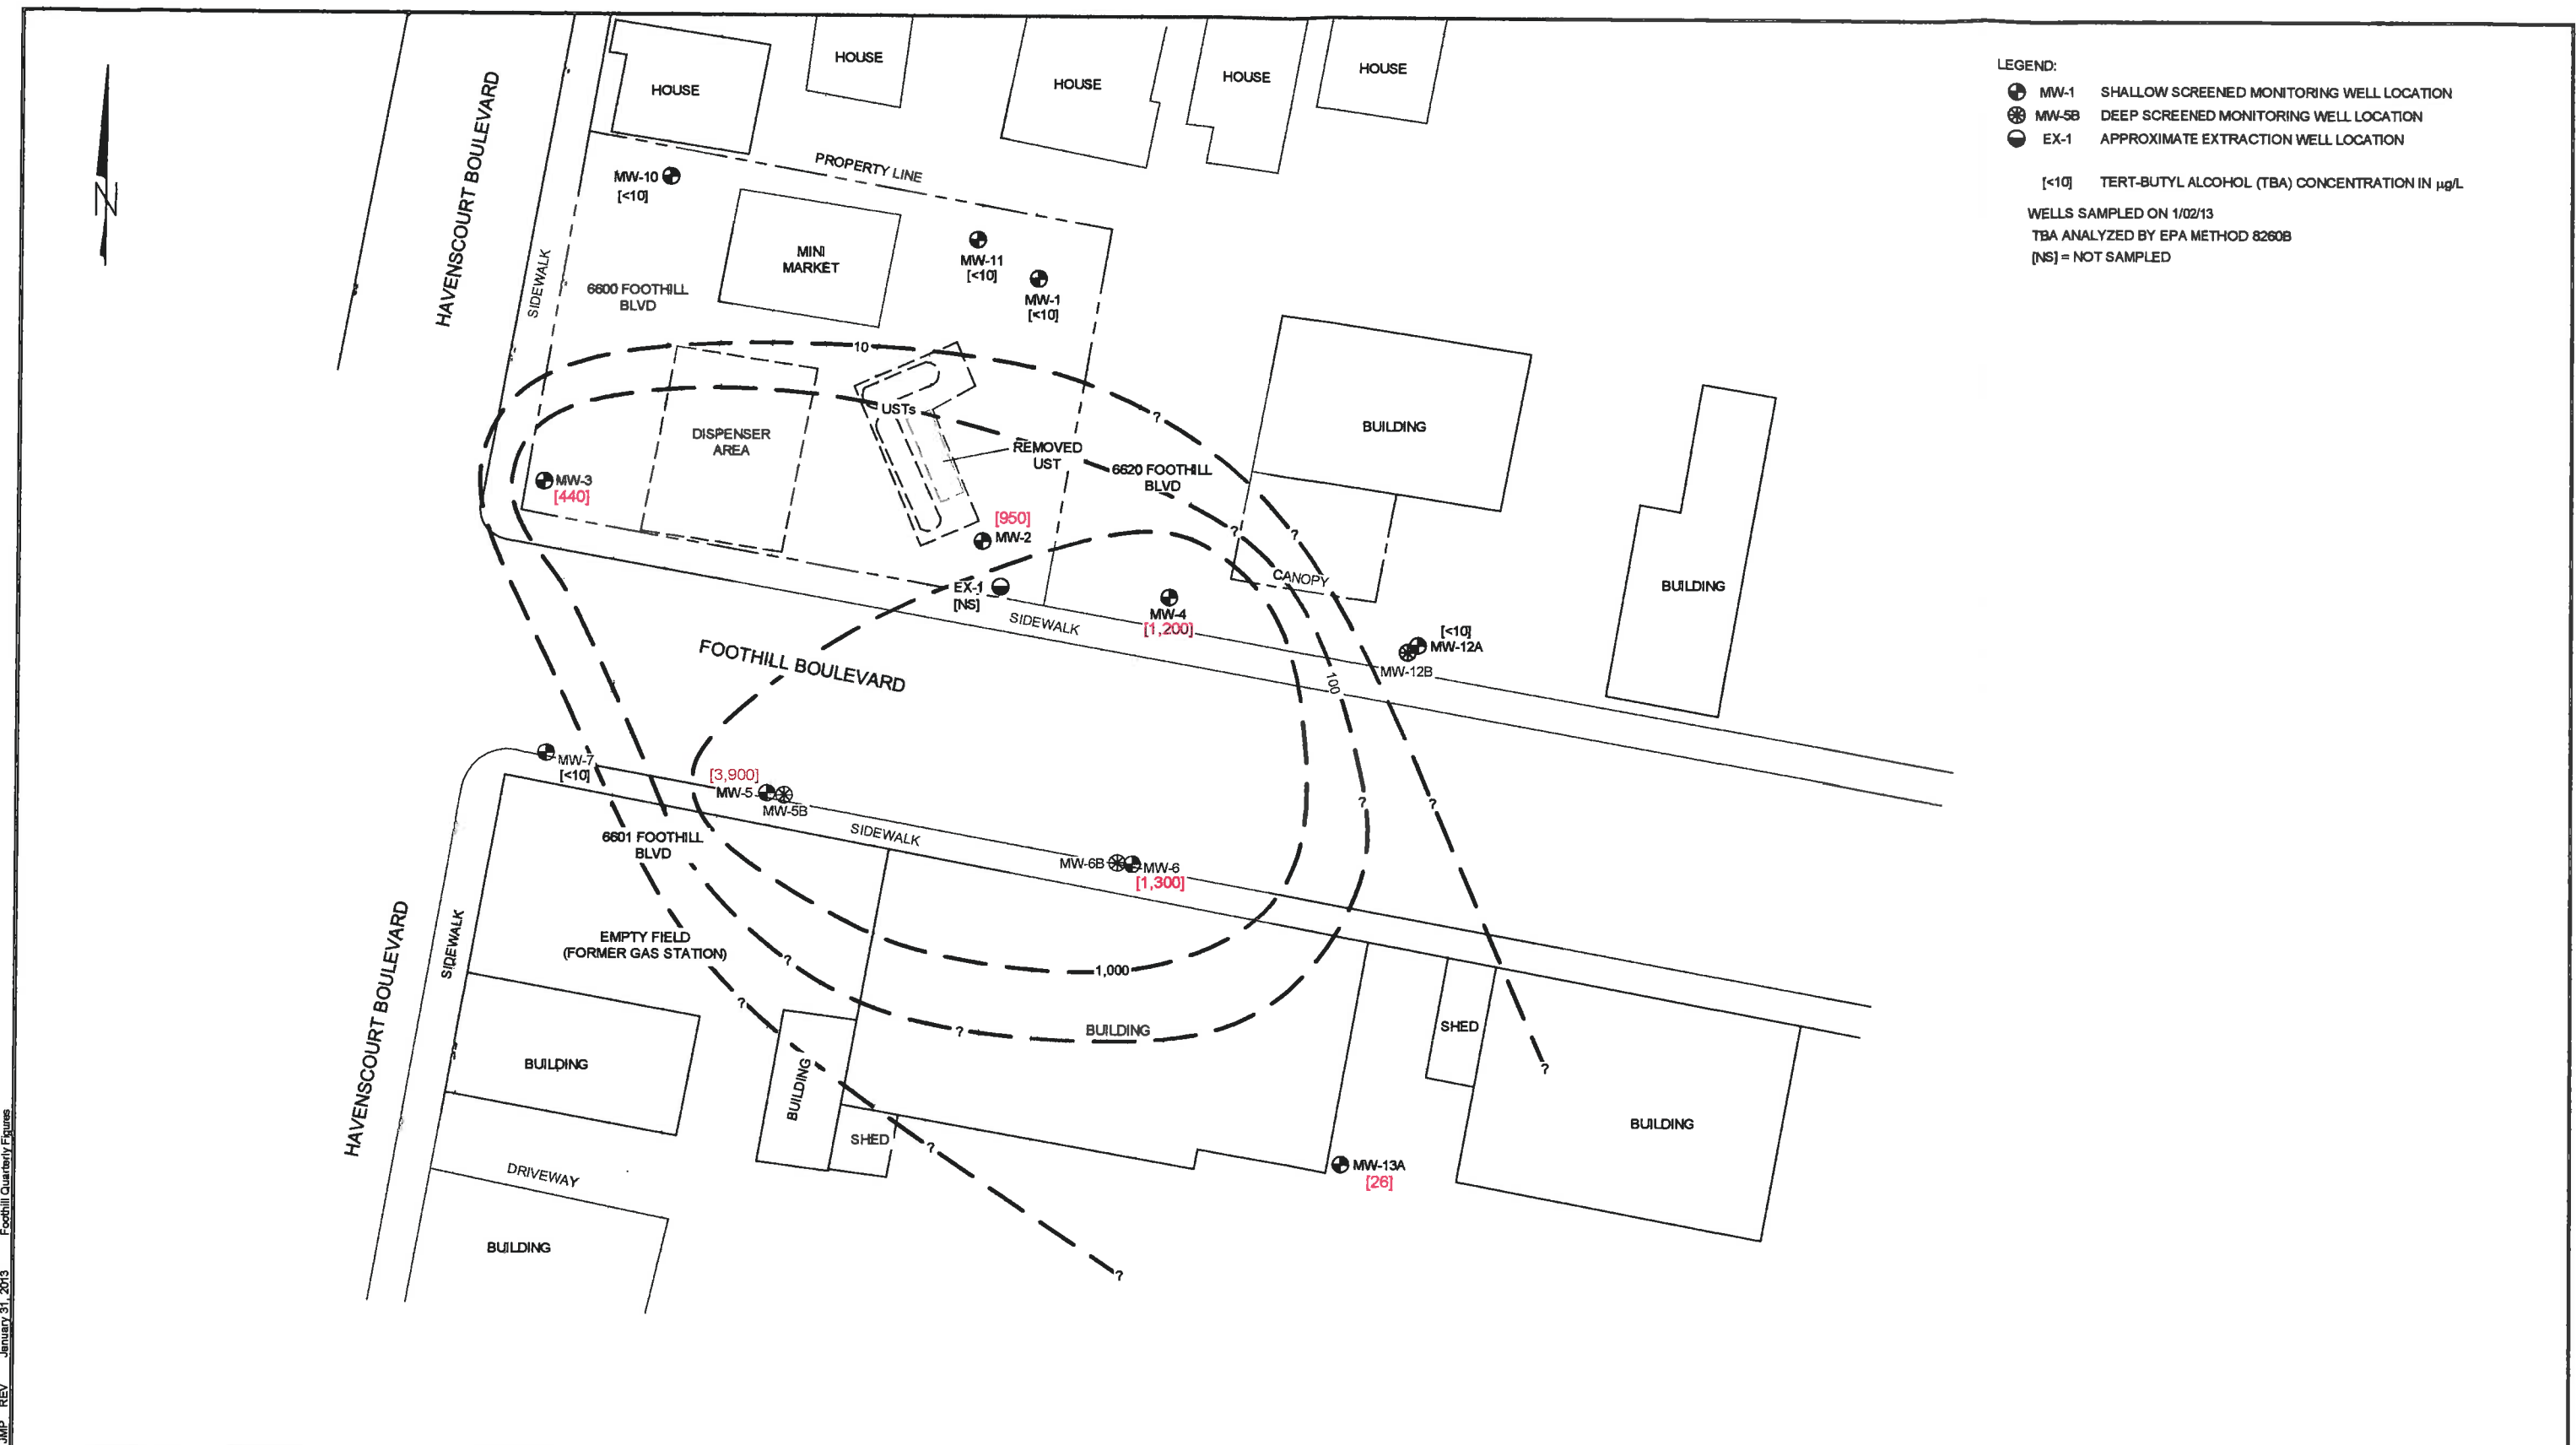 HOUSE
HOUSE
HOUSE
HOUSE
HOUSE
LEGEND:
MW-1 SHALLOW SCREENED MONITORING WELL LOCATION
MW-5B DEEP SCREENED MONITORING WELL LOCATION
EX-1 APPROXIMATE EXTRACTION WELL LOCATION
[<10] TERT-BUTYL ALCOHOL (TBA) CONCENTRATION IN µg/L
WELLS SAMPLED ON 1/02/13
TBA ANALYZED BY EPA METHOD 8260B
[NS] = NOT SAMPLED
N
HAVENSCOURT BOULEVARD
SIDEWALK
PROPERTY LINE
MW-10
[<10]
MINI
MARKET
MW-11
[<10]
MW-1
[<10]
6600 FOOTHILL
BLVD
10
?
USTs
DISPENSER
AREA
REMOVED
UST
6620 FOOTHILL
BLVD
BUILDING
BUILDING
MW-3
[440]
[950]
MW-2
?
?
CANOPY
EX-1
[NS]
MW-4
[1,200]
SIDEWALK
[<10]
MW-12A
MW-12B
100
FOOTHILL BOULEVARD
MW-7
[<10]
[3,900]
MW-5
MW-5B
?
?
6601 FOOTHILL
BLVD
SIDEWALK
MW-6B
MW-6
[1,300]
HAVENSCOURT BOULEVARD
SIDEWALK
EMPTY FIELD
(FORMER GAS STATION)
?
?
1,000
?
BUILDING
BUILDING
BUILDING
SHED
SHED
?
?
BUILDING
MW-13A
[26]
DRIVEWAY
BUILDING
?
JMP REV January 31, 2013 Foothill Quarterly Figures